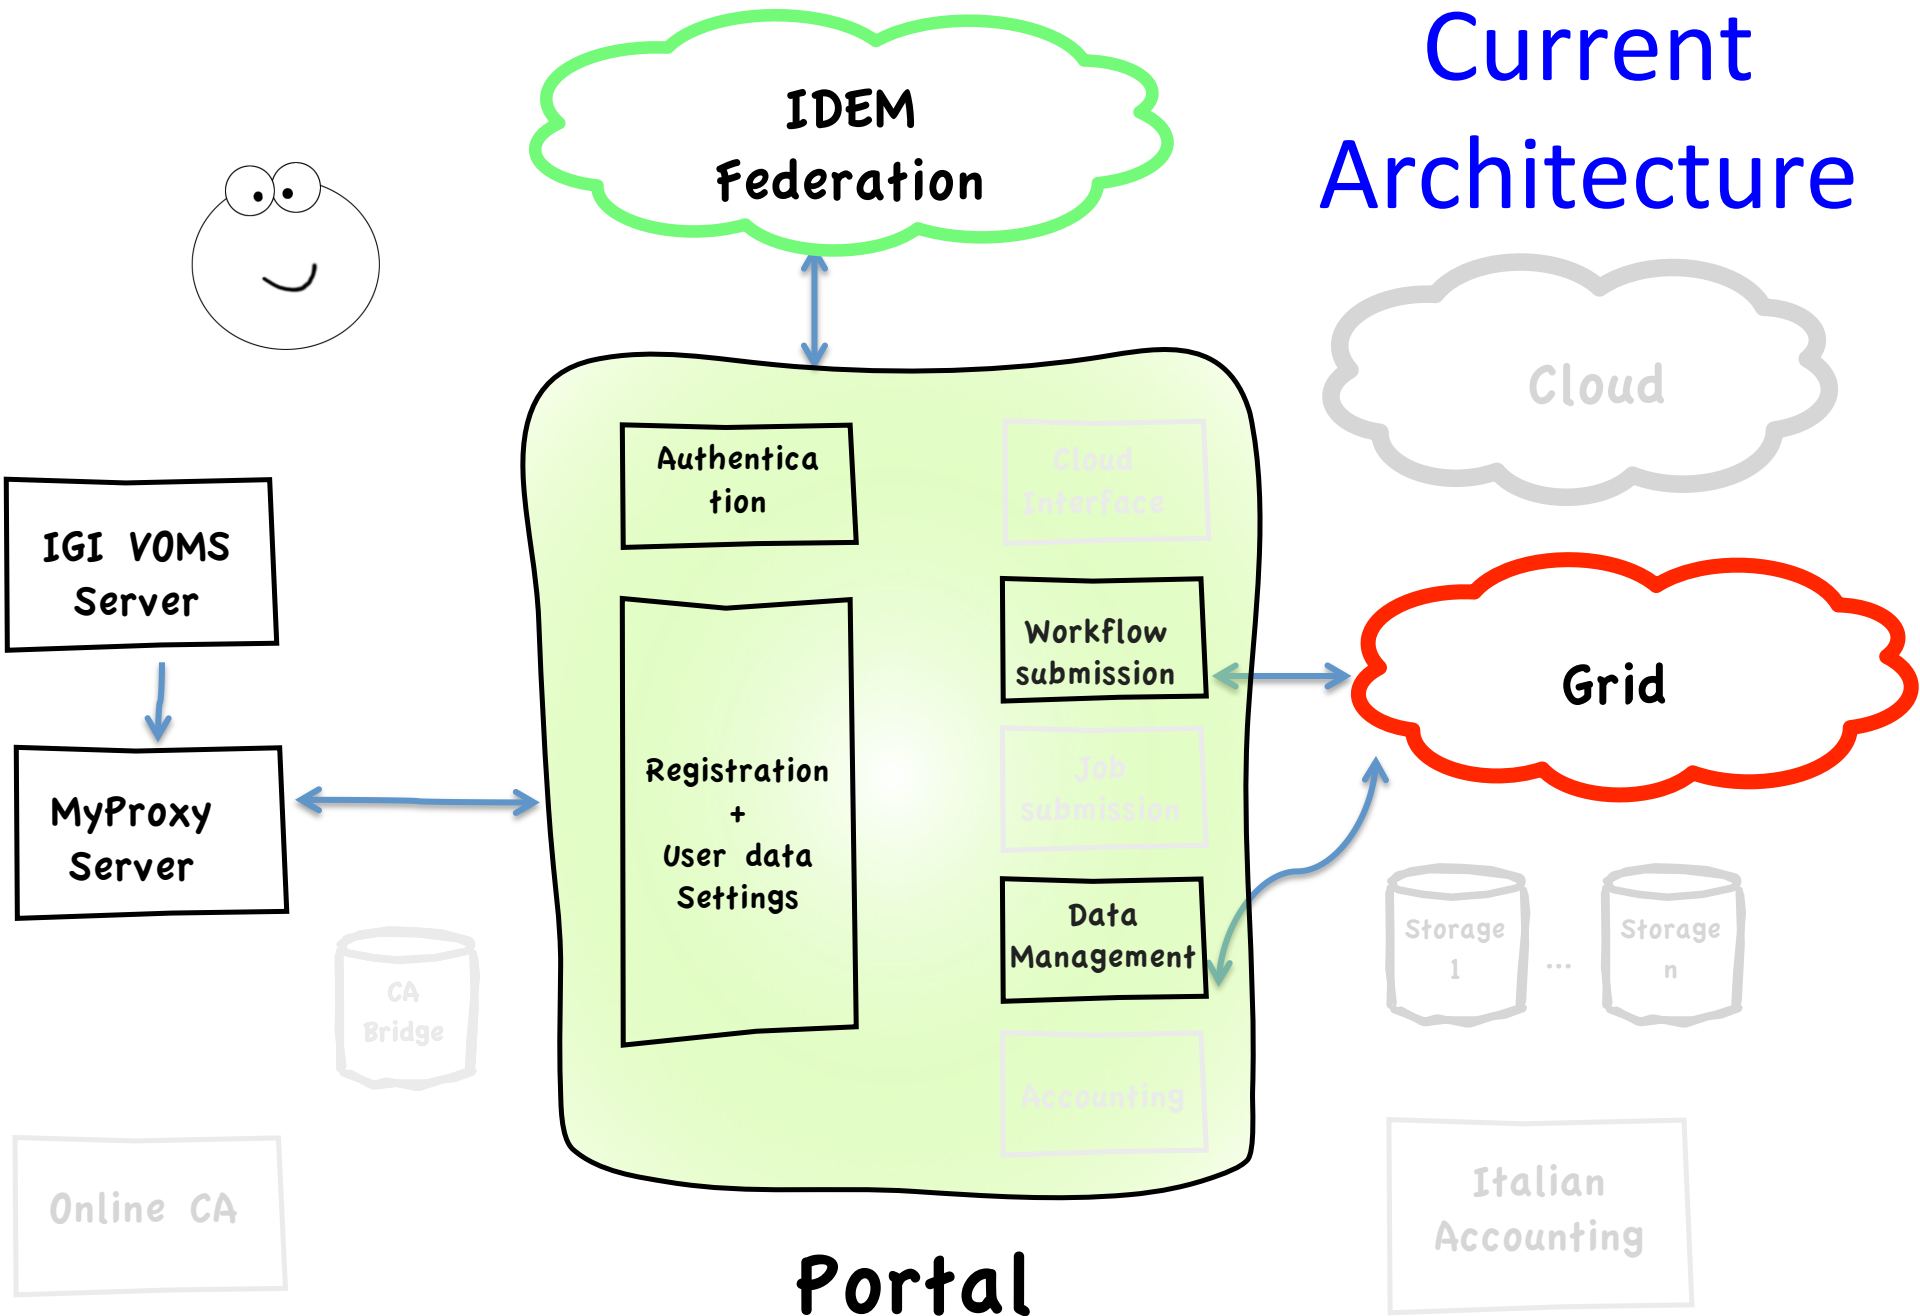 Current
Architecture
IDEM
Federation
Cloud
Authentica
tion
Cloud
Interface
IGI VOMS
Server
Workflow
submission
Grid
MyProxy
Server
Registration
+
User data
Settings
Job
submission
Data
Management
Storage
1
...
Storage
n
CA
Bridge
Accounting
Online CA
Italian
Accounting
Portal